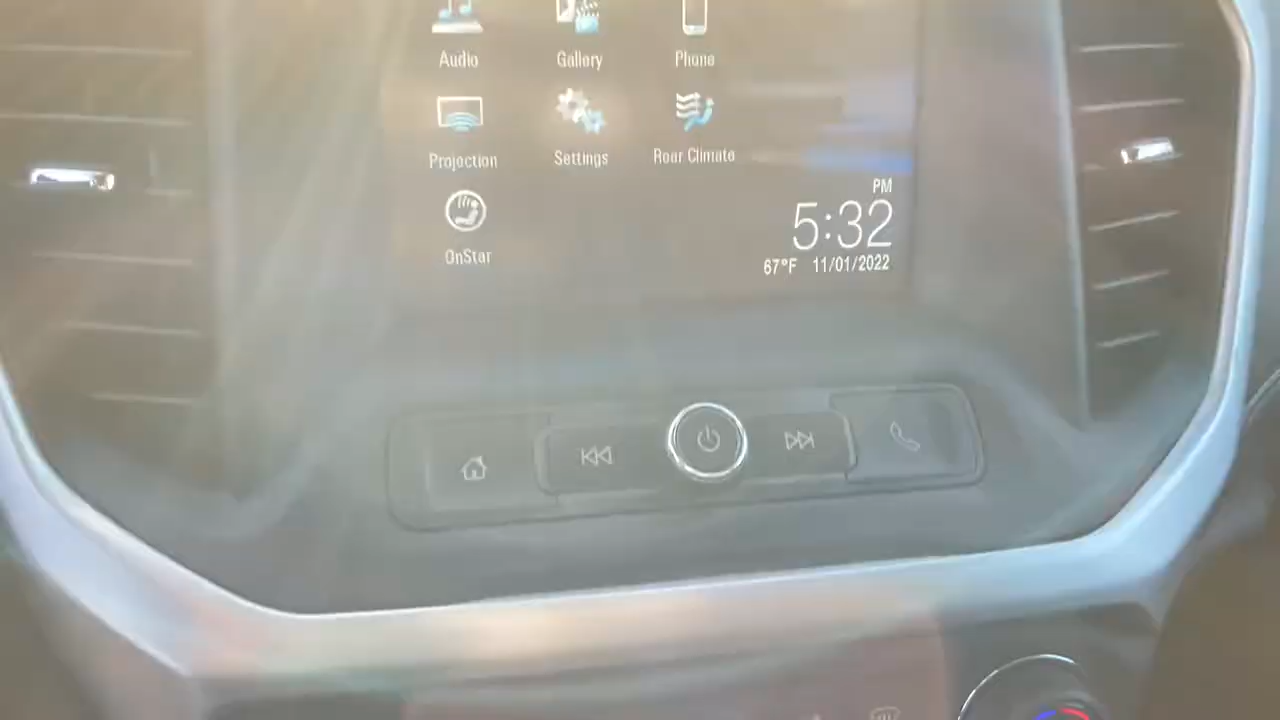 Audio Gallery Phone
Projection Settings Rear Climate
OnStar
PM
5:32
67°F 11/01/2022